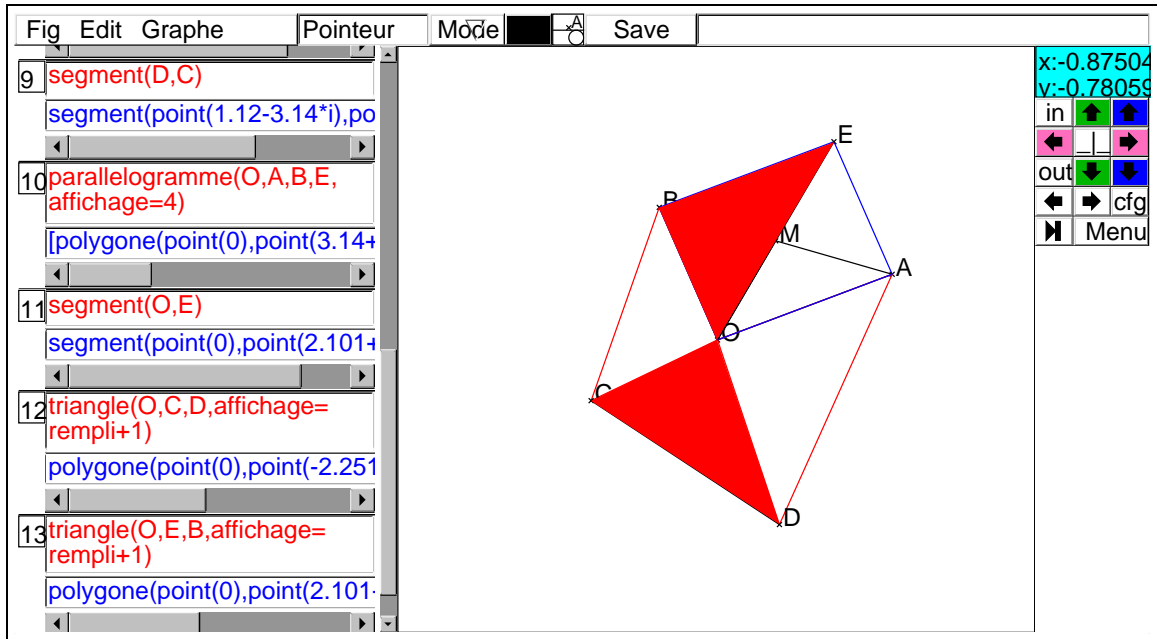 Fig Edit Graphe Pointeur Mode A Save
9 segment(D,C)
segment(point(1.12-3.14*i),po
10 parallelogramme(O,A,B,E,
affichage=4)
[polygone(point(0),point(3.14+
11 segment(O,E)
segment(point(0),point(2.101+
12 triangle(O,C,D,affichage=
rempli+1)
polygone(point(0),point(-2.251
13 triangle(O,E,B,affichage=
rempli+1)
polygone(point(0),point(2.101-
E
B
M
A
O
C
D
x:-0.87504
y:-0.78059
in
_|_
out
cfg
Menu